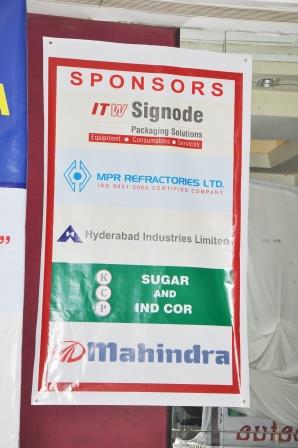 SPONSORS
ITW Signode
Packaging Solutions
Equipment • Consumables • Services
MPR REFRACTORIES LTD.
ISO 9001:2008 CERTIFIED COMPANY
Hyderabad Industries Limited
K C P
SUGAR
AND
IND COR
Mahindra